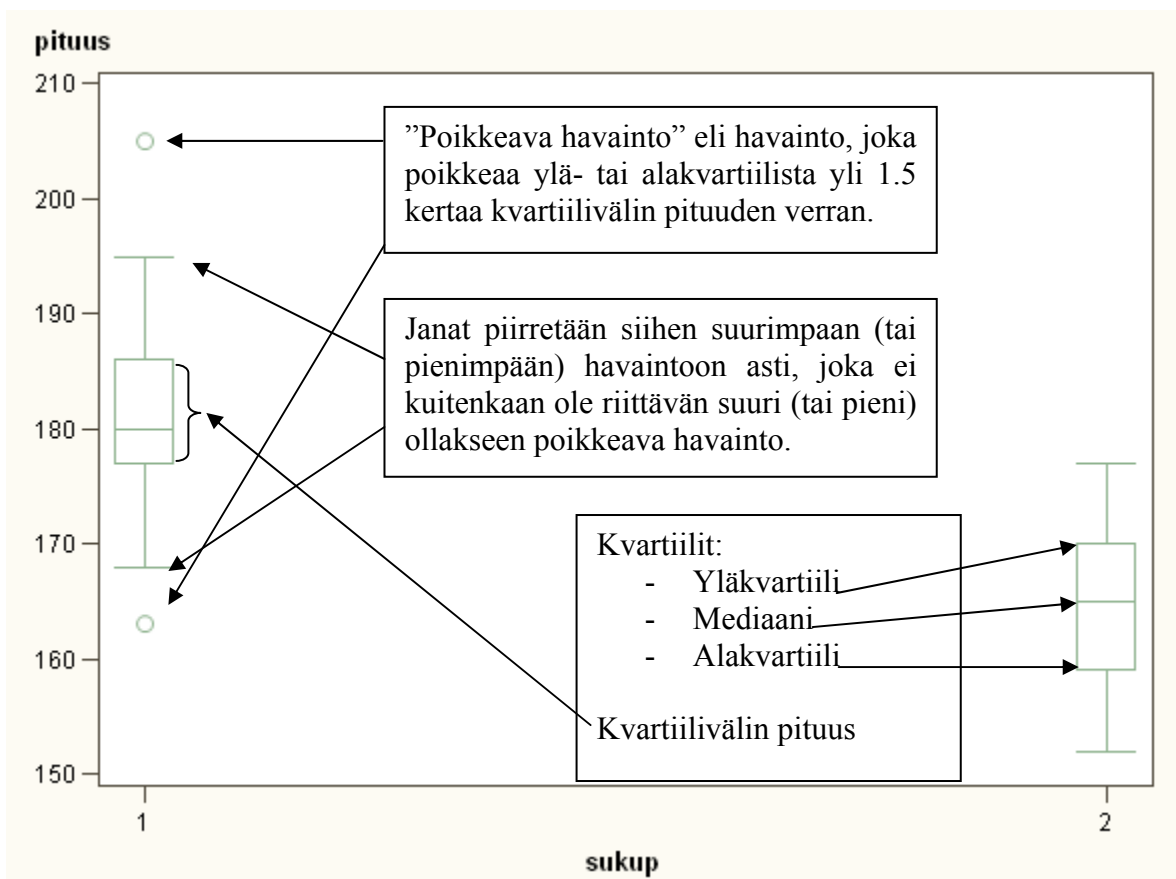 pituus
210
200
190
180
170
160
150
”Poikkeava havainto” eli havainto, joka
poikkeaa ylä- tai alakvartiilista yli 1.5
kertaa kvartiilivälin pituuden verran.
Janat piirretään siihen suurimpaan (tai
pienimpään) havaintoon asti, joka ei
kuitenkaan ole riittävän suuri (tai pieni)
ollakseen poikkeava havainto.
Kvartiilit:
- Yläkvartiili
- Mediaani
- Alakvartiili
Kvartiilivälin pituus
1
2
sukup